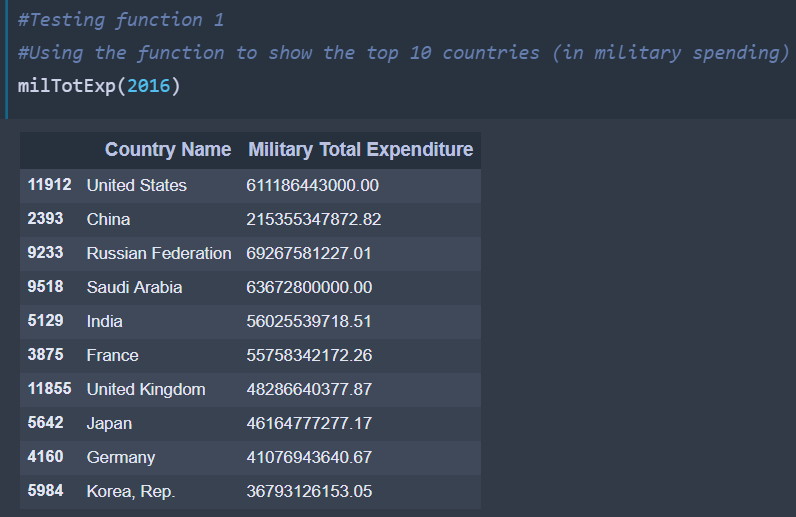 #Testing function 1
#Using the function to show the top 10 countries (in military spending)
milTotExp(2016)
Country Name Military Total Expenditure
11912 United States 611186443000.00
2393 China 215355347872.82
9233 Russian Federation 69267581227.01
9518 Saudi Arabia 63672800000.00
5129 India 56025539718.51
3875 France 55758342172.26
11855 United Kingdom 48286640377.87
5642 Japan 46164777277.17
4160 Germany 41076943640.67
5984 Korea, Rep. 36793126153.05